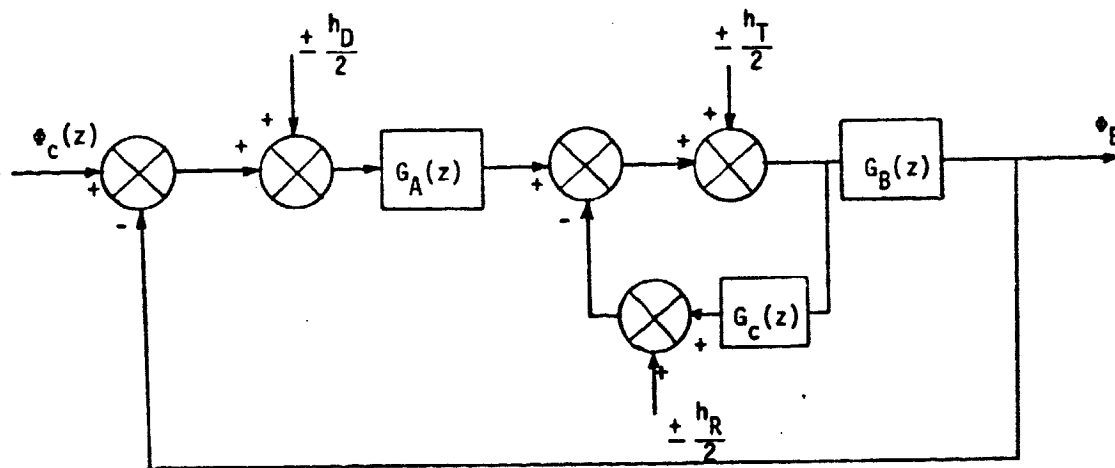 ± h_D/2
± h_T/2
Φ_c(z)
+
-
+
+
G_A(z)
+
-
+
+
G_B(z)
Φ_E
G_c(z)
+
+
± h_R/2